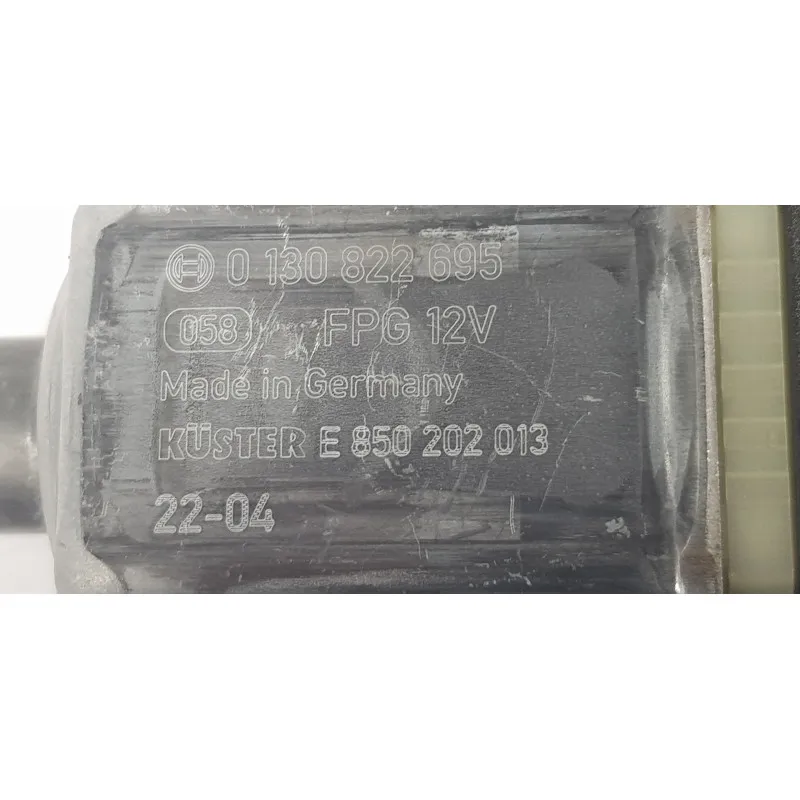 0 130 822 695
058 FPG 12V
Made in Germany
KÜSTER E 850 202 013
22-04